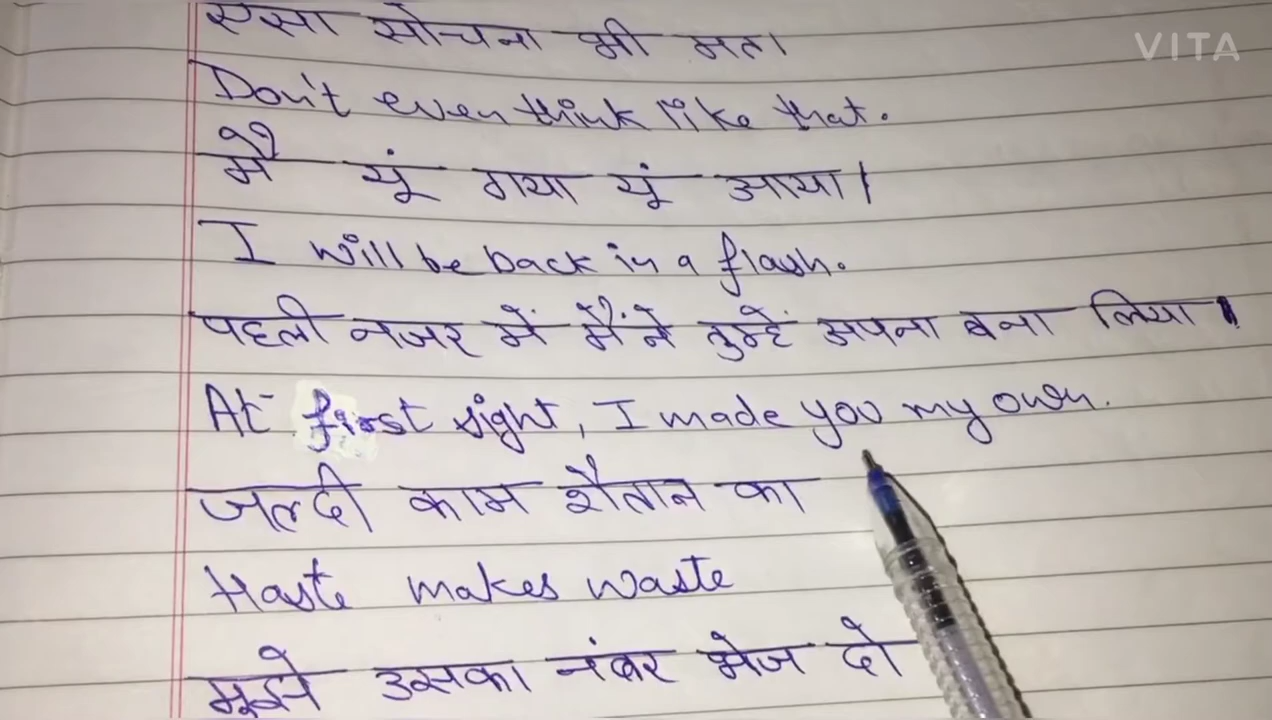 VITA
एसा सोचना भी मत।
Don't even think like that.
मै यूं गया यूं आया।
I will be back in a flash.
पहली नजर में मैंने तुम्हें अपना बना लिया।
At first sight, I made you my own.
जल्दी काम शैतान का
Haste makes waste
मूझे उसका नंबर भेज दो